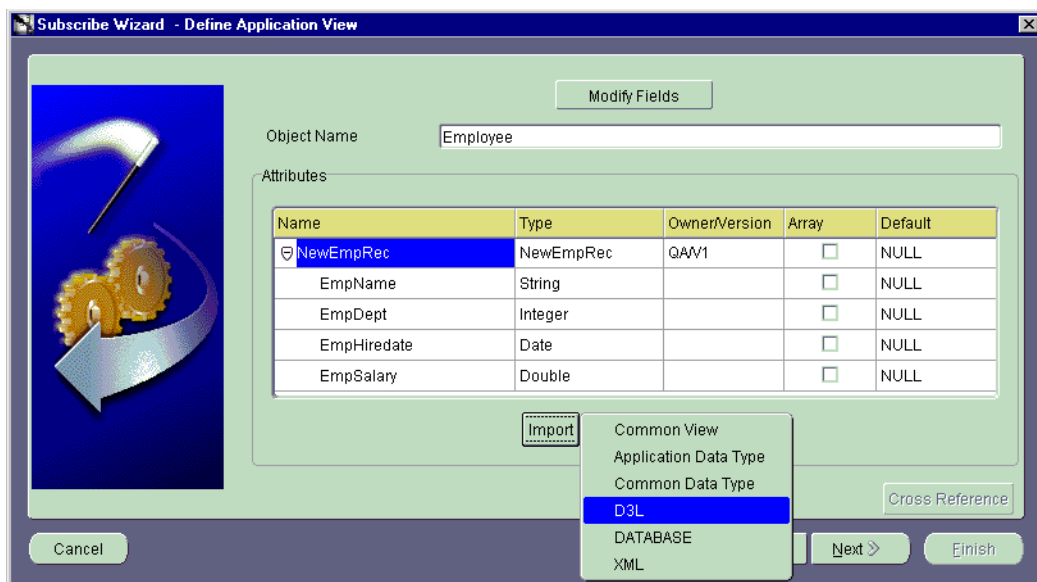 Subscribe Wizard - Define Application View
Modify Fields
Object Name Employee
Attributes
Name Type Owner/Version Array Default
NewEmpRec NewEmpRec QA/V1 NULL
EmpName String NULL
EmpDept Integer NULL
EmpHiredate Date NULL
EmpSalary Double NULL
Import
Common View
Application Data Type
Common Data Type
D3L
DATABASE
XML
Cross Reference
Cancel Next Finish